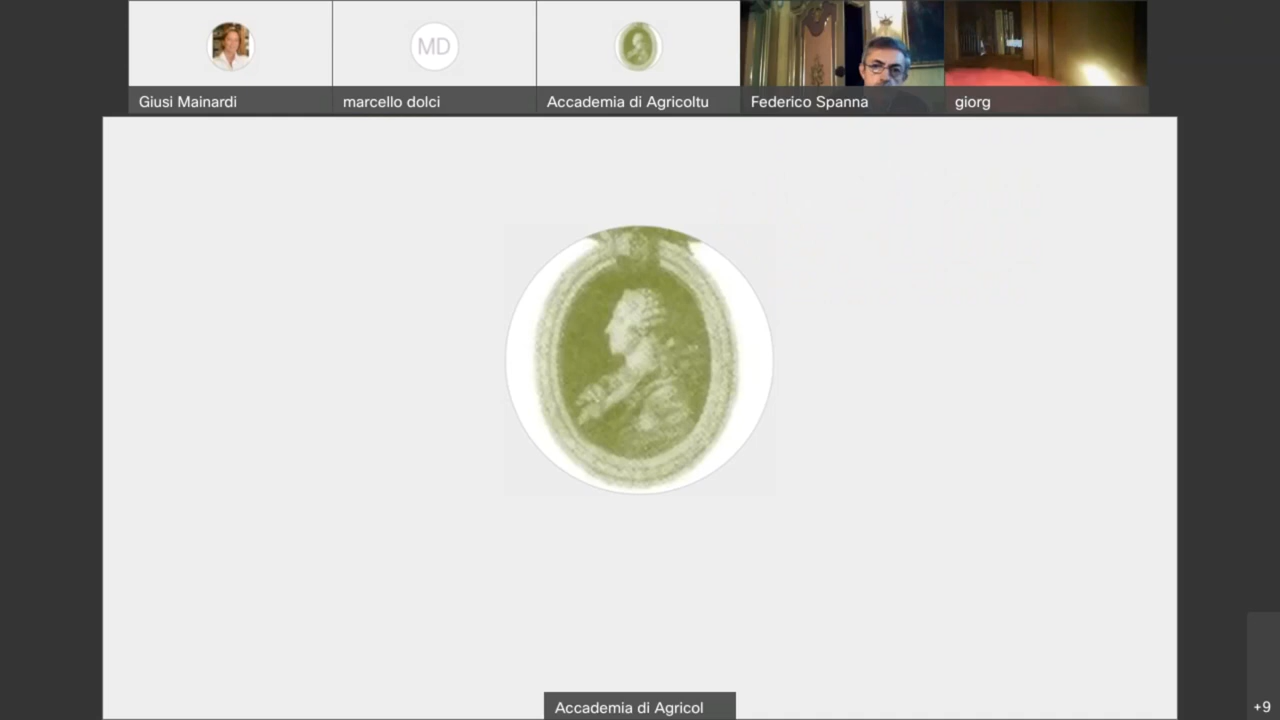 MD
Giusi Mainardi
marcello dolci
Accademia di Agricoltu
Federico Spanna
giorg
Accademia di Agricol
+9